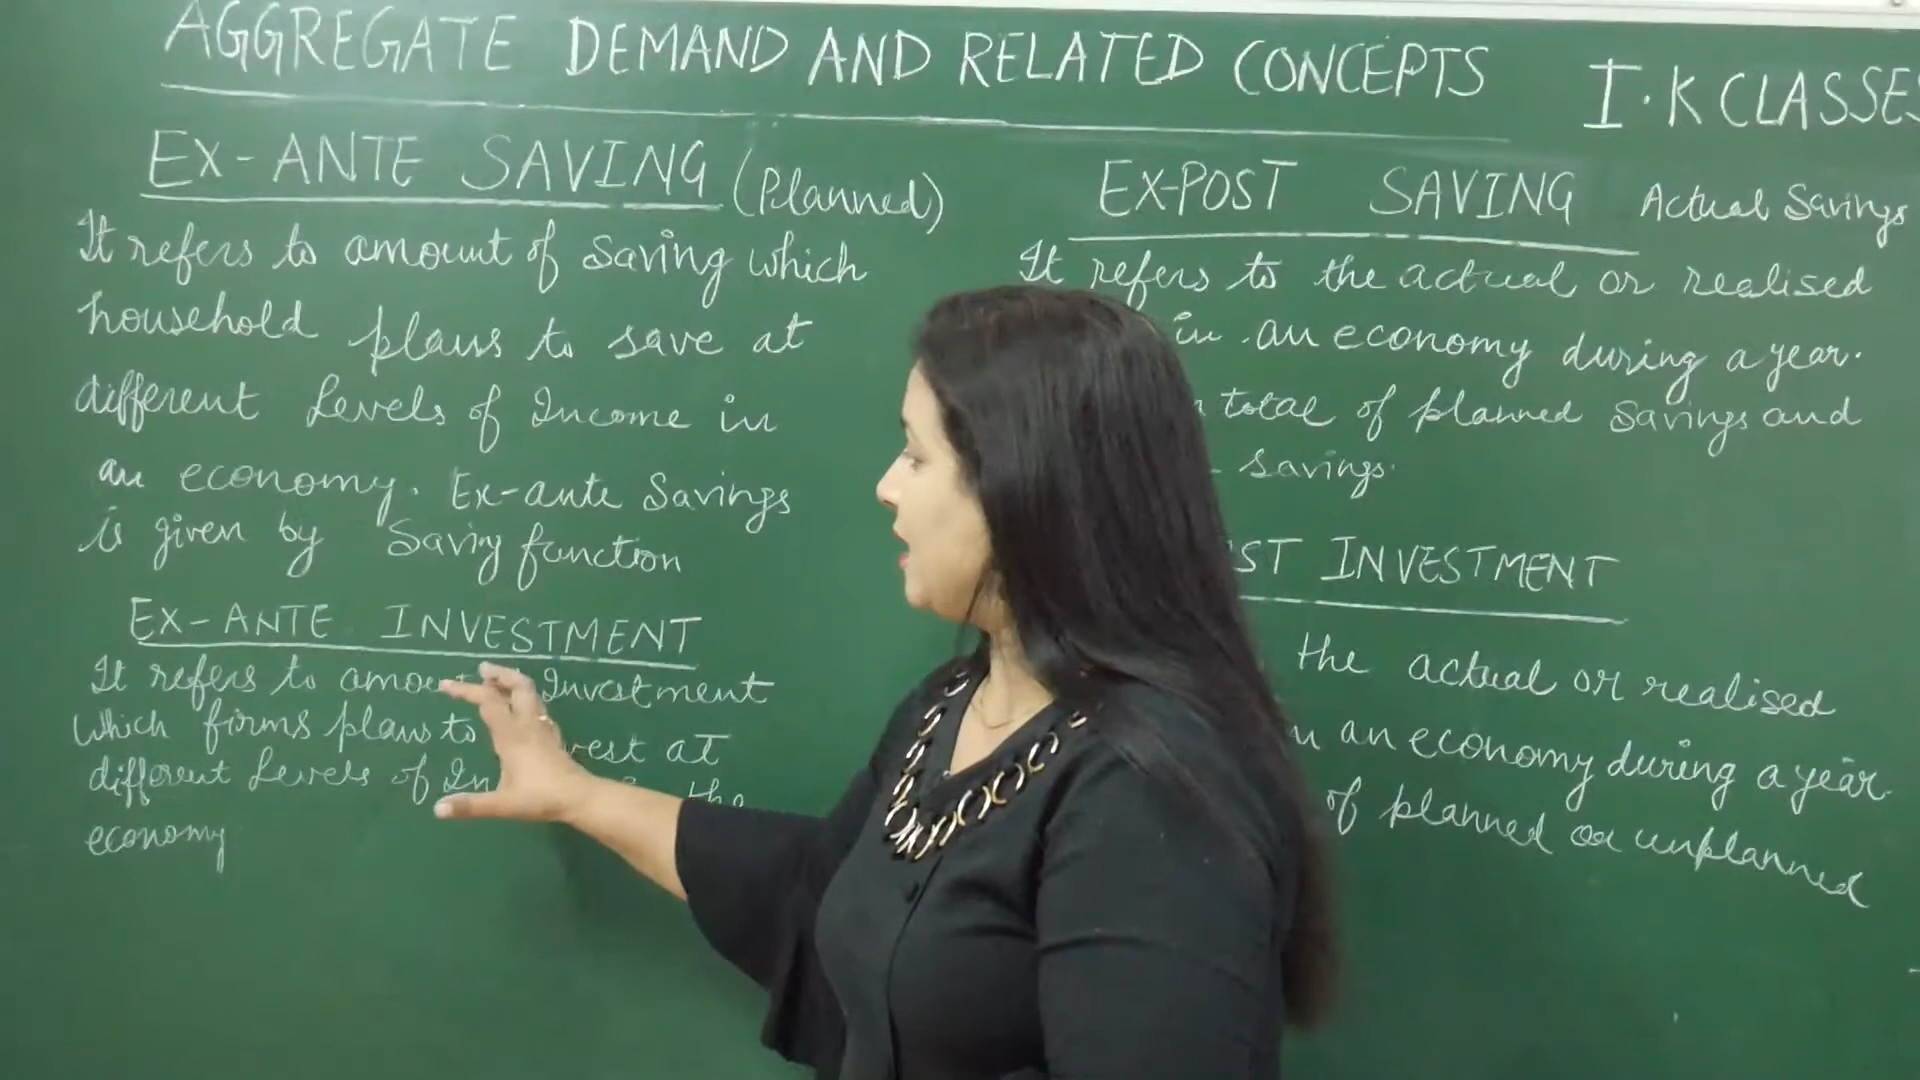 AGGREGATE DEMAND AND RELATED CONCEPTS
I.K CLASSES
EX-ANTE SAVING (Planned)
It refers to amount of Saving which
household plans to save at
different Levels of Income in
an economy. Ex-ante Savings
is given by Saving function
EX-ANTE INVESTMENT
It refers to Investment
which firms plans to at
different Levels of the
economy
EX-POST SAVING Actual Savings
It refers to the actual or realised
in an economy during a year.
total of planned Savings and
savings.
INVESTMENT
the actual or realised
an economy during a year.
of planned or unplanned